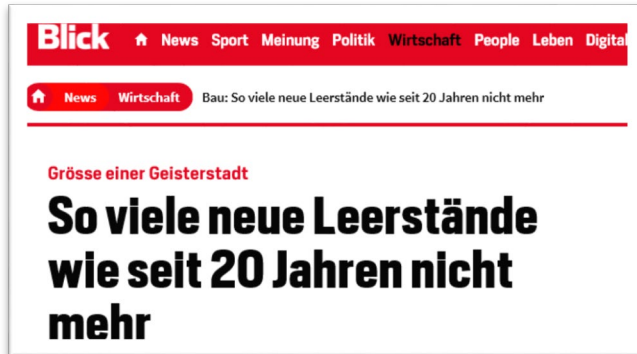 Blick News Sport Meinung Politik Wirtschaft People Leben Digital
News Wirtschaft Bau: So viele neue Leerstände wie seit 20 Jahren nicht mehr
Grösse einer Geisterstadt
So viele neue Leerstände
wie seit 20 Jahren nicht
mehr